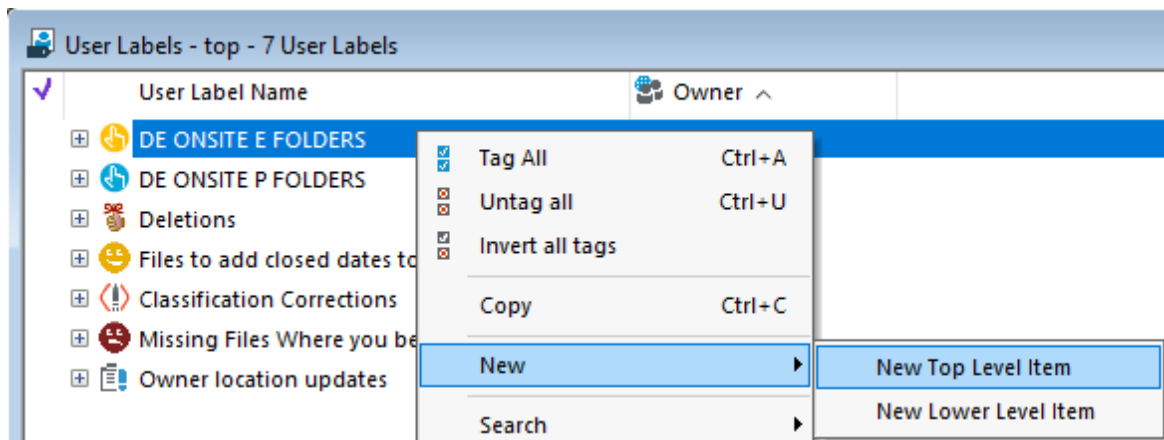 User Labels - top - 7 User Labels
User Label Name Owner
DE ONSITE E FOLDERS
Tag All Ctrl+A
DE ONSITE P FOLDERS
Untag all Ctrl+U
Deletions
Invert all tags
Files to add closed dates to
Classification Corrections
Copy Ctrl+C
Missing Files Where you be
New
New Top Level Item
Owner location updates
New Lower Level Item
Search